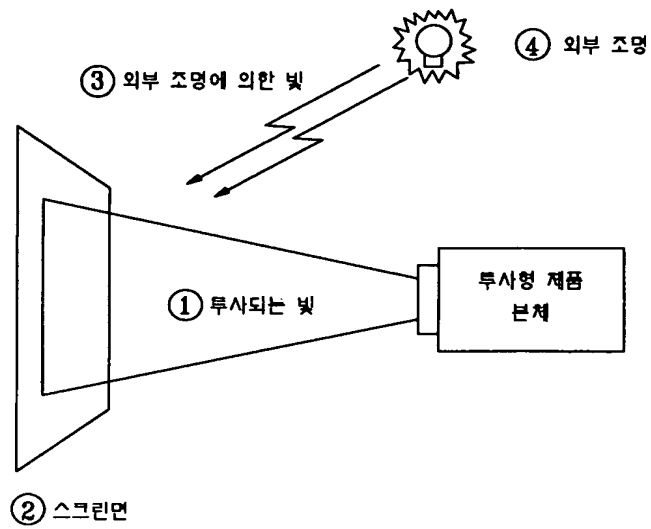 ④ 외부 조명
③ 외부 조명에 의한 빛
투사형 제품
본체
① 투사되는 빛
② 스크린면